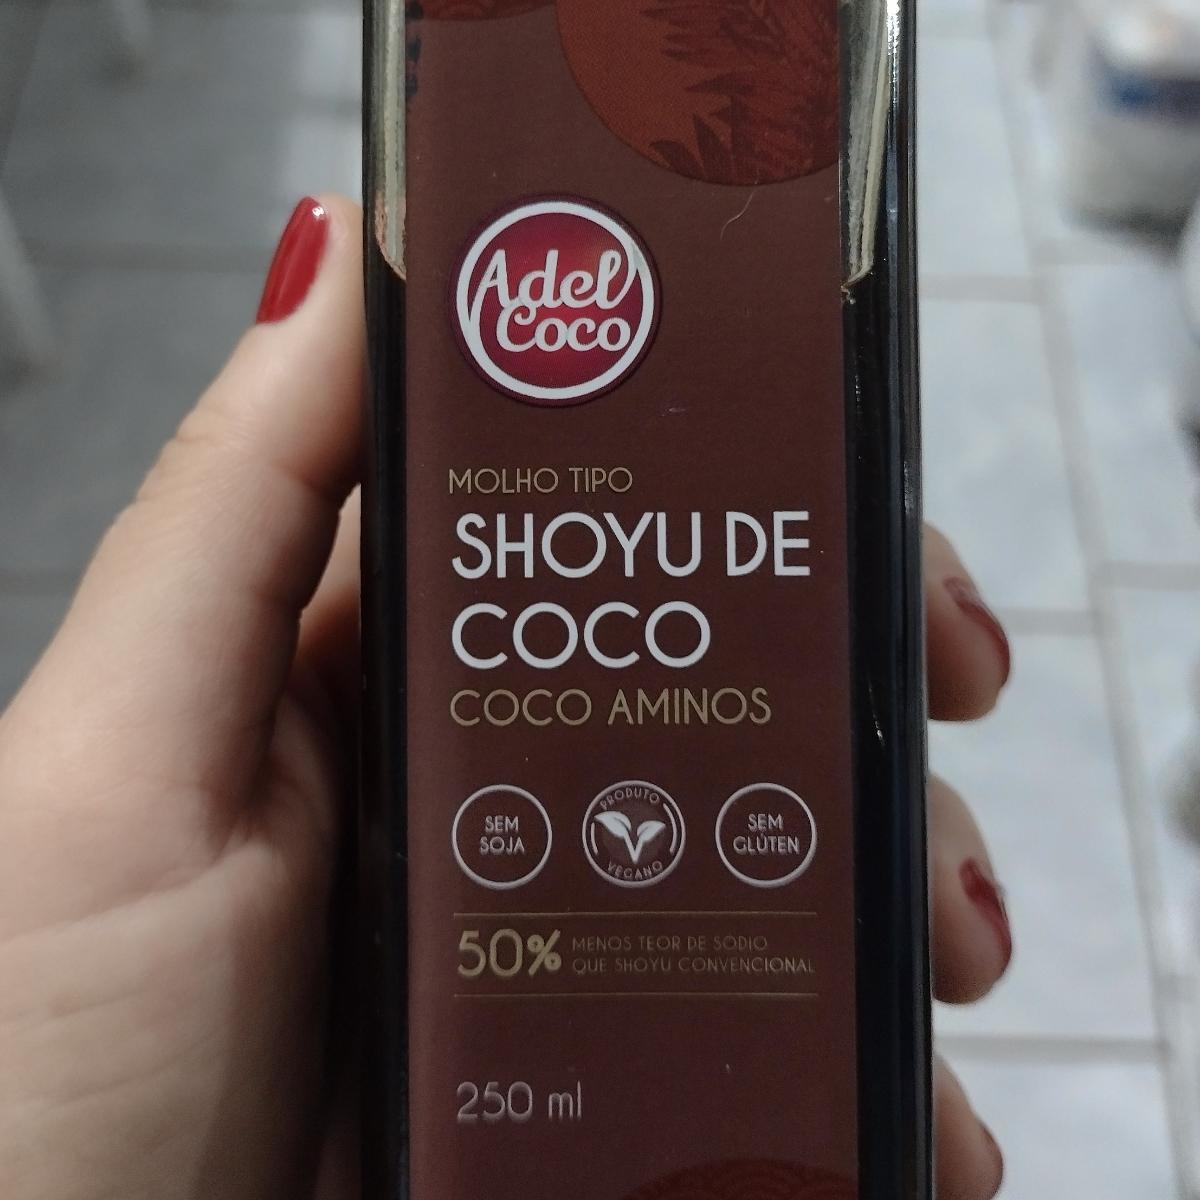 Adel
Coco
MOLHO TIPO
SHOYU DE
COCO
COCO AMINOS
SEM
SOJA
PRODUTO
VEGANO
SEM
GLÚTEN
50% MENOS TEOR DE SÓDIO
QUE SHOYU CONVENCIONAL
250 ml